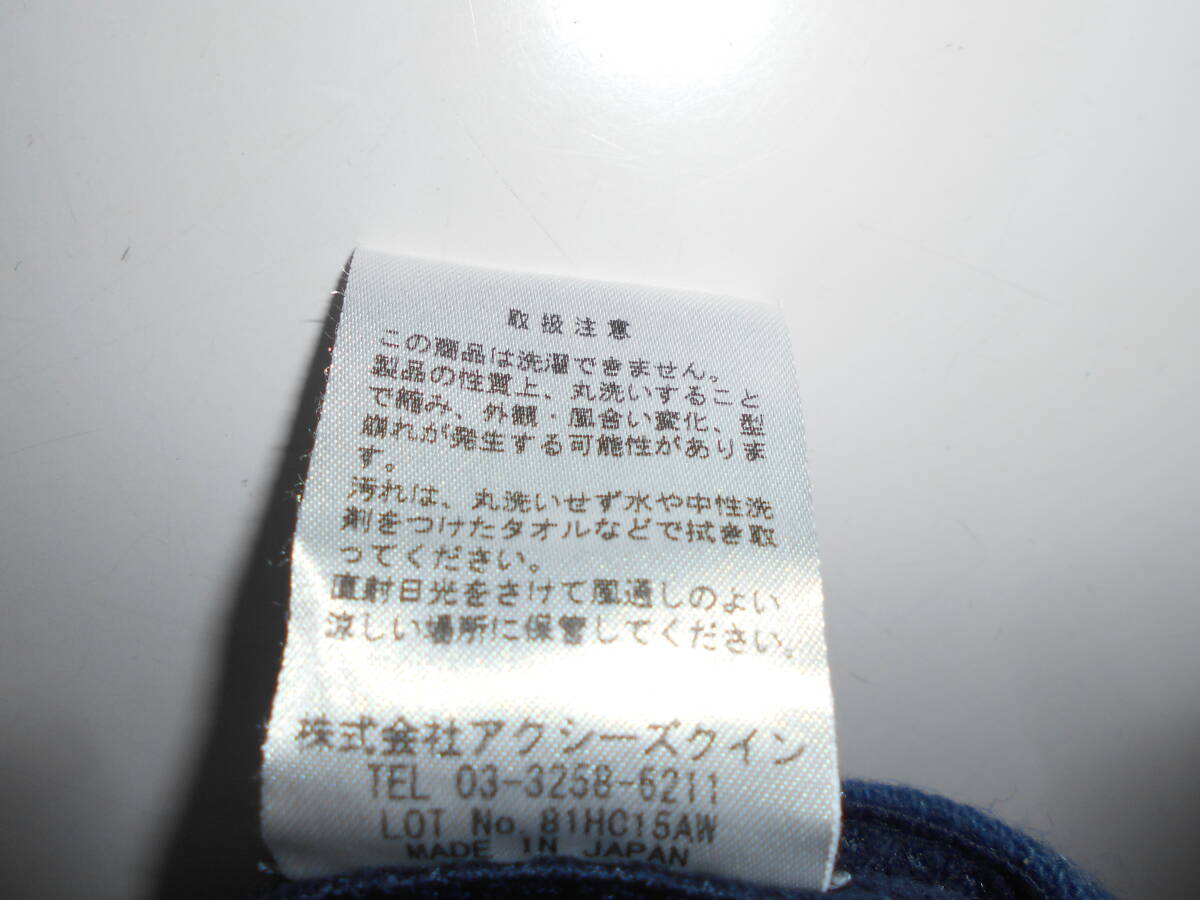 取扱注意
この商品は洗濯できません。
製品の性質上、丸洗いすること
で縮み、外観・風合い変化、型
崩れが発生する可能性がありま
す。
汚れは、丸洗いせず水や中性洗
剤をつけたタオルなどで拭き取
ってください。
直射日光をさけて風通しのよい
涼しい場所に保管してください。
株式会社アクシーズクイン
TEL 03-3258-6211
LOT No. 81HC15AW
MADE IN JAPAN